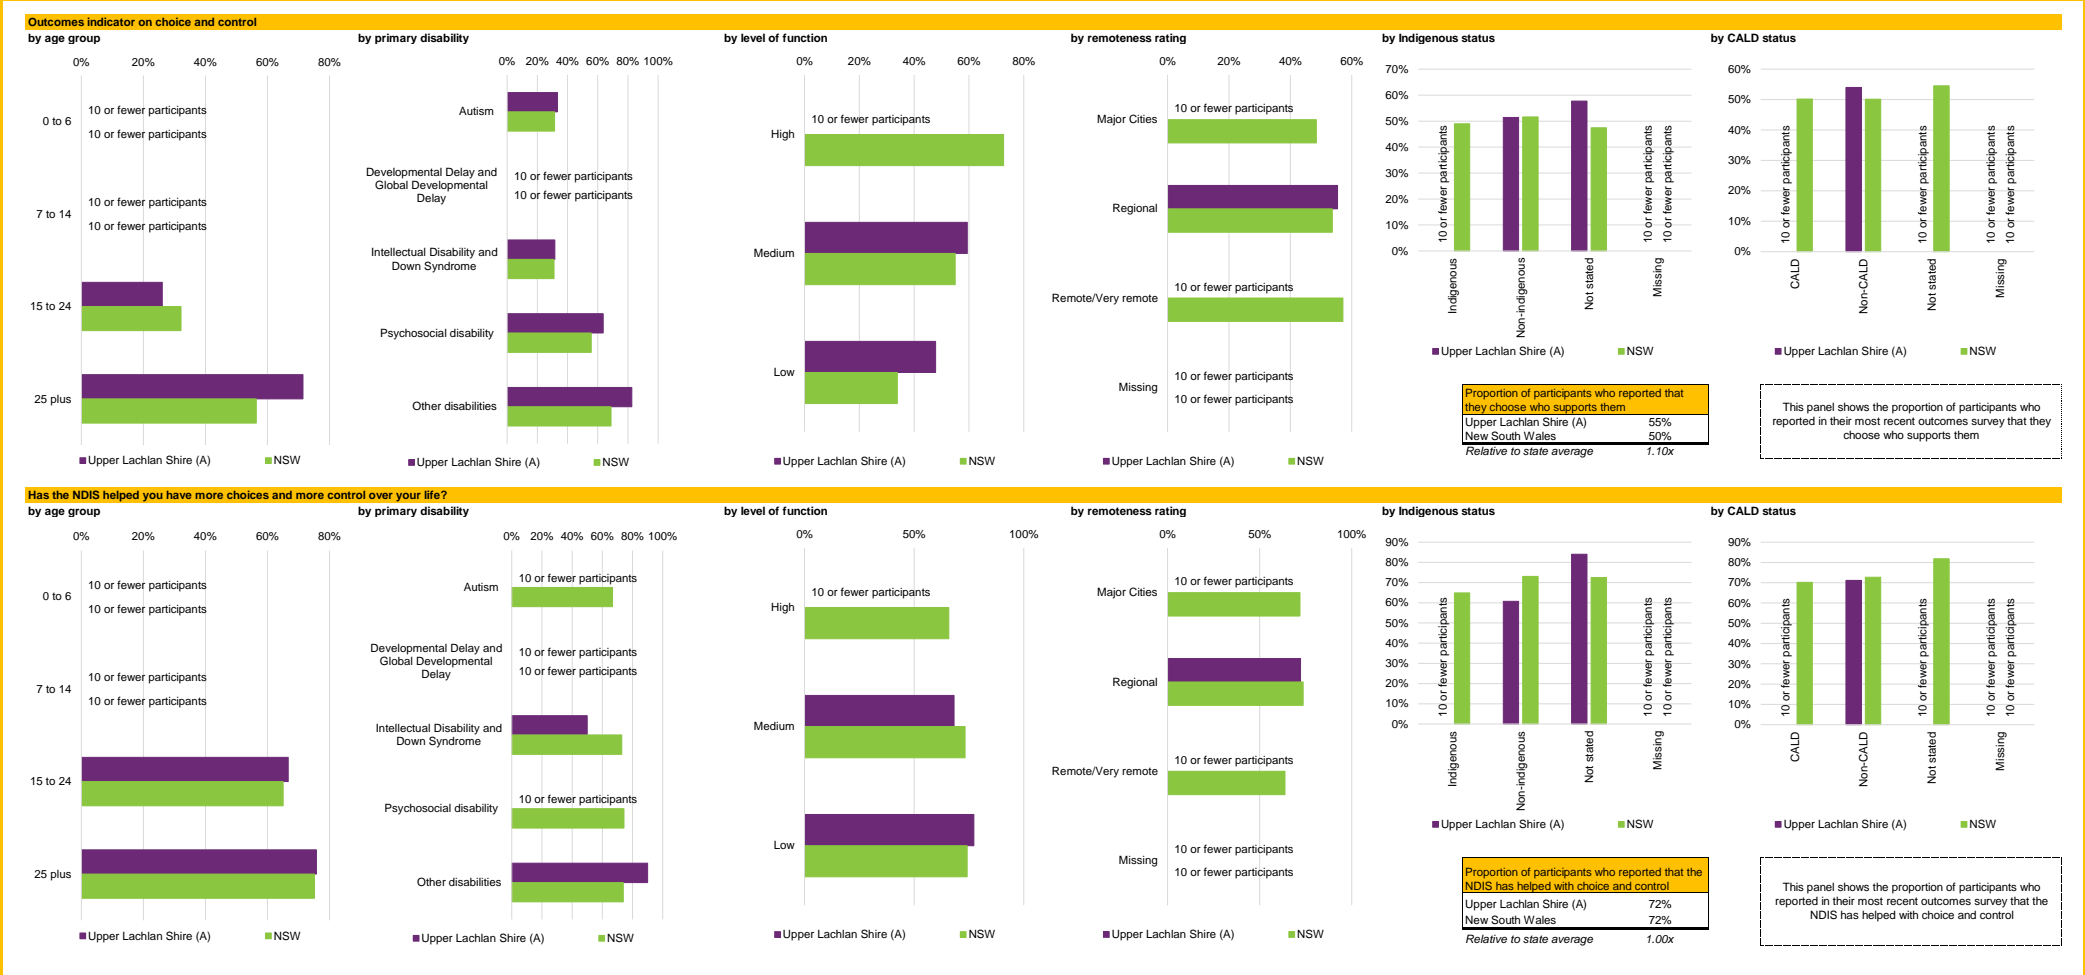 Outcomes indicator on choice and control
by age group
0% 20% 40% 60% 80%
0 to 6
10 or fewer participants
10 or fewer participants
7 to 14
10 or fewer participants
10 or fewer participants
15 to 24
25 plus
Upper Lachlan Shire (A) NSW
by primary disability
0% 20% 40% 60% 80% 100%
Autism
Developmental Delay and
Global Developmental
Delay
10 or fewer participants
10 or fewer participants
Intellectual Disability and
Down Syndrome
Psychosocial disability
Other disabilities
Upper Lachlan Shire (A) NSW
by level of function
0% 20% 40% 60% 80%
High
10 or fewer participants
Medium
Low
Upper Lachlan Shire (A) NSW
by remoteness rating
0% 20% 40% 60%
Major Cities
10 or fewer participants
Regional
Remote/Very remote
10 or fewer participants
Missing
10 or fewer participants
10 or fewer participants
Upper Lachlan Shire (A) NSW
by Indigenous status
70%
60%
50%
40%
30%
20%
10%
0%
10 or fewer participants
10 or fewer participants
10 or fewer participants
Indigenous
Non-indigenous
Not stated
Missing
Upper Lachlan Shire (A) NSW
by CALD status
60%
50%
40%
30%
20%
10%
0%
10 or fewer participants
10 or fewer participants
10 or fewer participants
10 or fewer participants
CALD
Non-CALD
Not stated
Missing
Upper Lachlan Shire (A) NSW
Proportion of participants who reported that
they choose who supports them
Upper Lachlan Shire (A) 55%
New South Wales 50%
Relative to state average 1.10x
This panel shows the proportion of participants who
reported in their most recent outcomes survey that they
choose who supports them
Has the NDIS helped you have more choices and more control over your life?
by age group
0% 20% 40% 60% 80%
0 to 6
10 or fewer participants
10 or fewer participants
7 to 14
10 or fewer participants
10 or fewer participants
15 to 24
25 plus
Upper Lachlan Shire (A) NSW
by primary disability
0% 20% 40% 60% 80% 100%
Autism
10 or fewer participants
Developmental Delay and
Global Developmental
Delay
10 or fewer participants
10 or fewer participants
Intellectual Disability and
Down Syndrome
Psychosocial disability
10 or fewer participants
Other disabilities
Upper Lachlan Shire (A) NSW
by level of function
0% 50% 100%
High
10 or fewer participants
Medium
Low
Upper Lachlan Shire (A) NSW
by remoteness rating
0% 50% 100%
Major Cities
10 or fewer participants
Regional
Remote/Very remote
10 or fewer participants
Missing
10 or fewer participants
10 or fewer participants
Upper Lachlan Shire (A) NSW
by Indigenous status
90%
80%
70%
60%
50%
40%
30%
20%
10%
0%
10 or fewer participants
10 or fewer participants
10 or fewer participants
Indigenous
Non-indigenous
Not stated
Missing
Upper Lachlan Shire (A) NSW
by CALD status
90%
80%
70%
60%
50%
40%
30%
20%
10%
0%
10 or fewer participants
10 or fewer participants
10 or fewer participants
10 or fewer participants
CALD
Non-CALD
Not stated
Missing
Upper Lachlan Shire (A) NSW
Proportion of participants who reported that the
NDIS has helped with choice and control
Upper Lachlan Shire (A) 72%
New South Wales 72%
Relative to state average 1.00x
This panel shows the proportion of participants who
reported in their most recent outcomes survey that the
NDIS has helped with choice and control